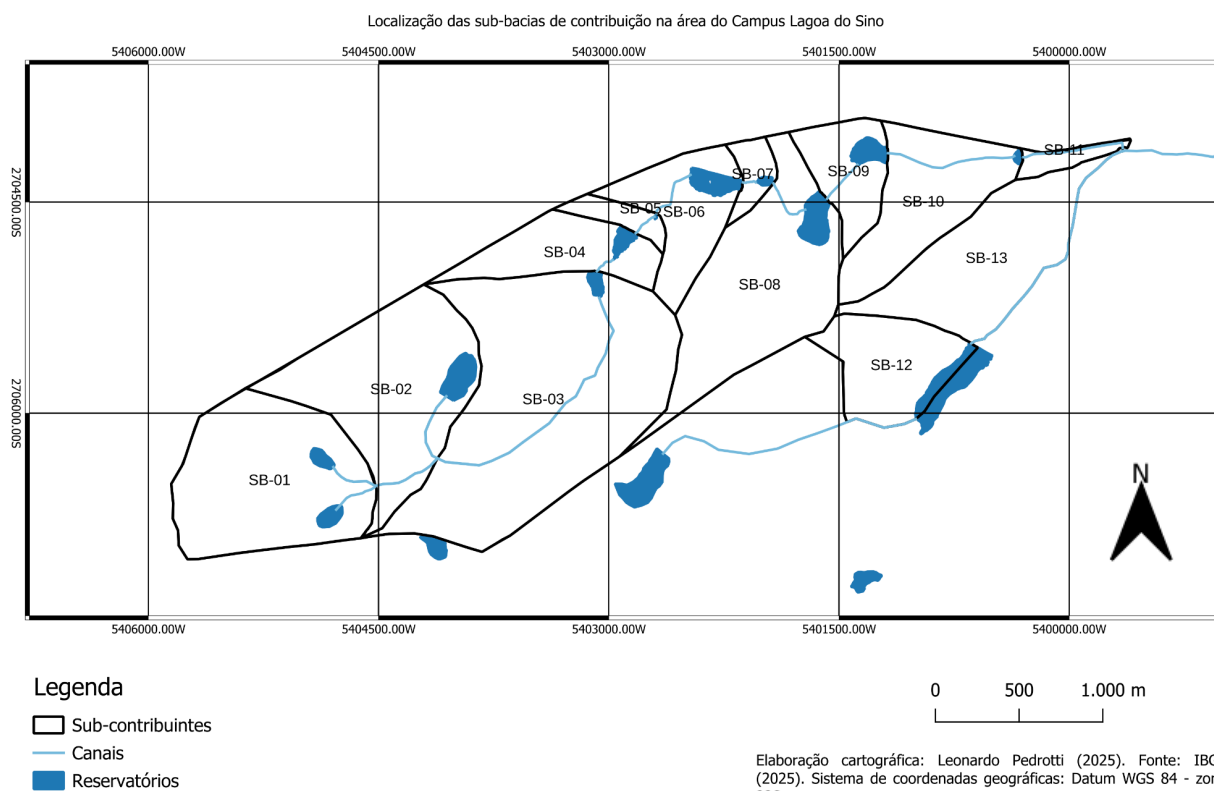 Localização das sub-bacias de contribuição na área do Campus Lagoa do Sino
5406000.00W 5404500.00W 5403000.00W 5401500.00W 5400000.00W
SB-11
SB-07
SB-09
2704500.00S
SB-10
SB-05
SB-06
SB-04
SB-13
SB-08
SB-12
2706000.00S
SB-02
SB-03
SB-01
N
5406000.00W 5404500.00W 5403000.00W 5401500.00W 5400000.00W
Legenda
Sub-contribuintes
Canais
Reservatórios
0 500 1.000 m
Elaboração cartográfica: Leonardo Pedrotti (2025). Fonte:
(2025). Sistema de coordenadas geográficas: Datum WGS 84 -